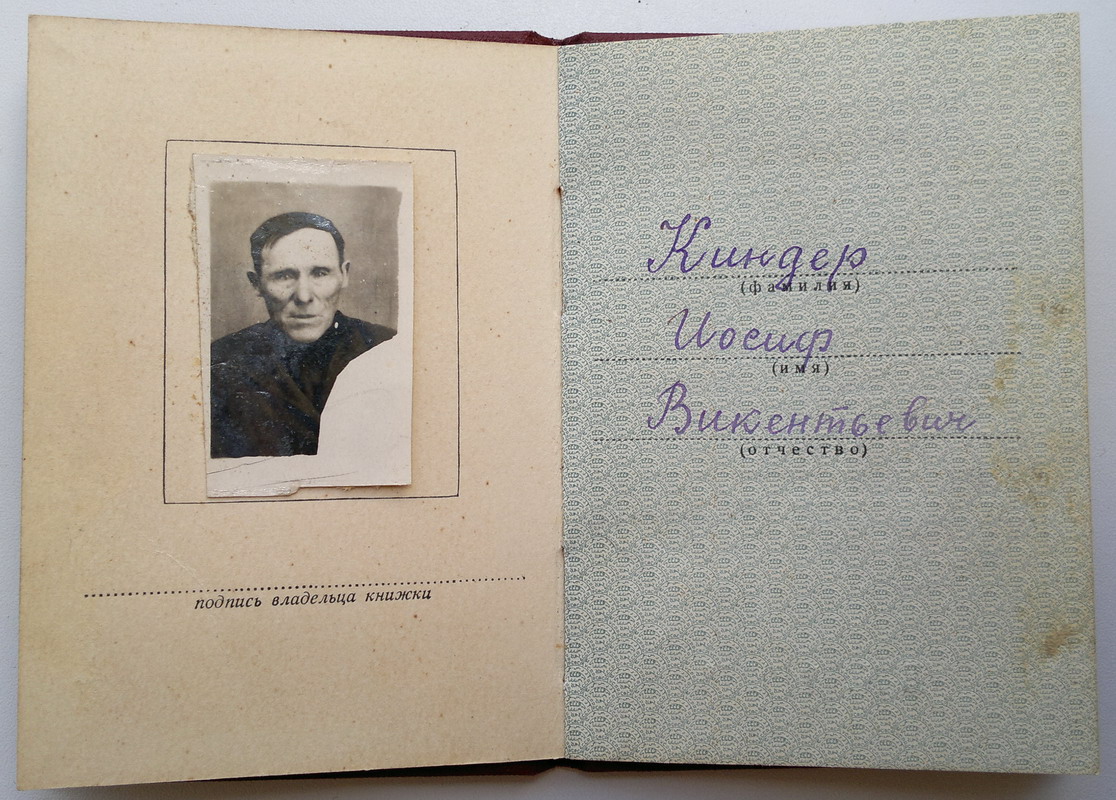 подпись владельца книжки
Киндер
(фамилия)
Иосиф
(имя)
Викентьевич
(отчество)